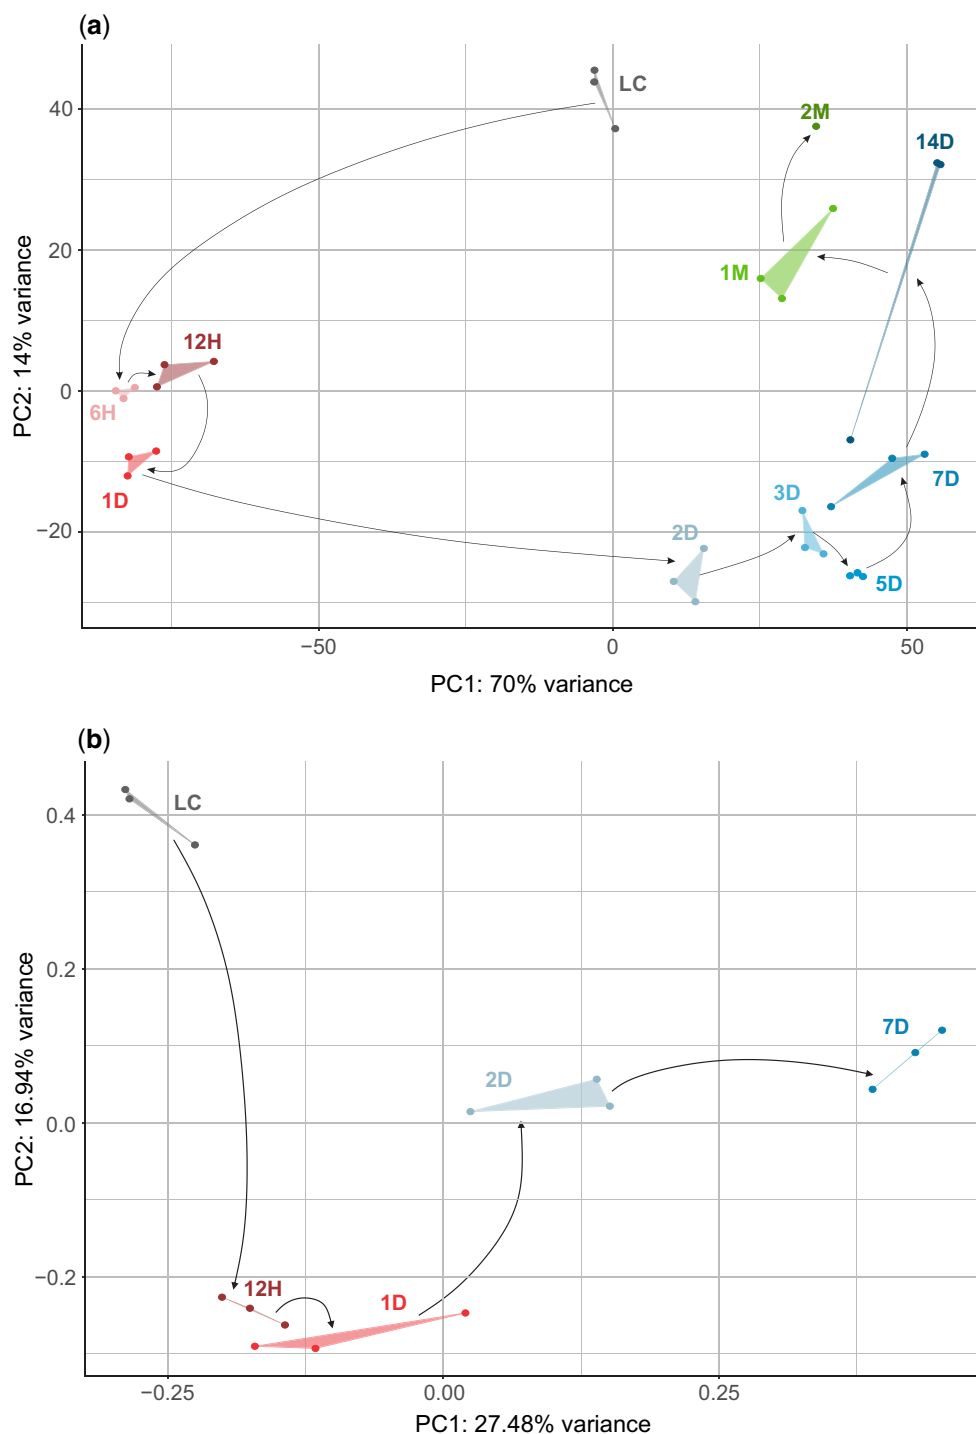 (a)
LC
2M
40
14D
20
1M
12H
0
6H
7D
1D
3D
−20
2D
5D
−50
0
50
PC2: 14% variance
PC1: 70% variance
(b)
0.4
LC
0.2
7D
2D
0.0
−0.2
12H
1D
−0.25
0.00
0.25
PC2: 16.94% variance
PC1: 27.48% variance